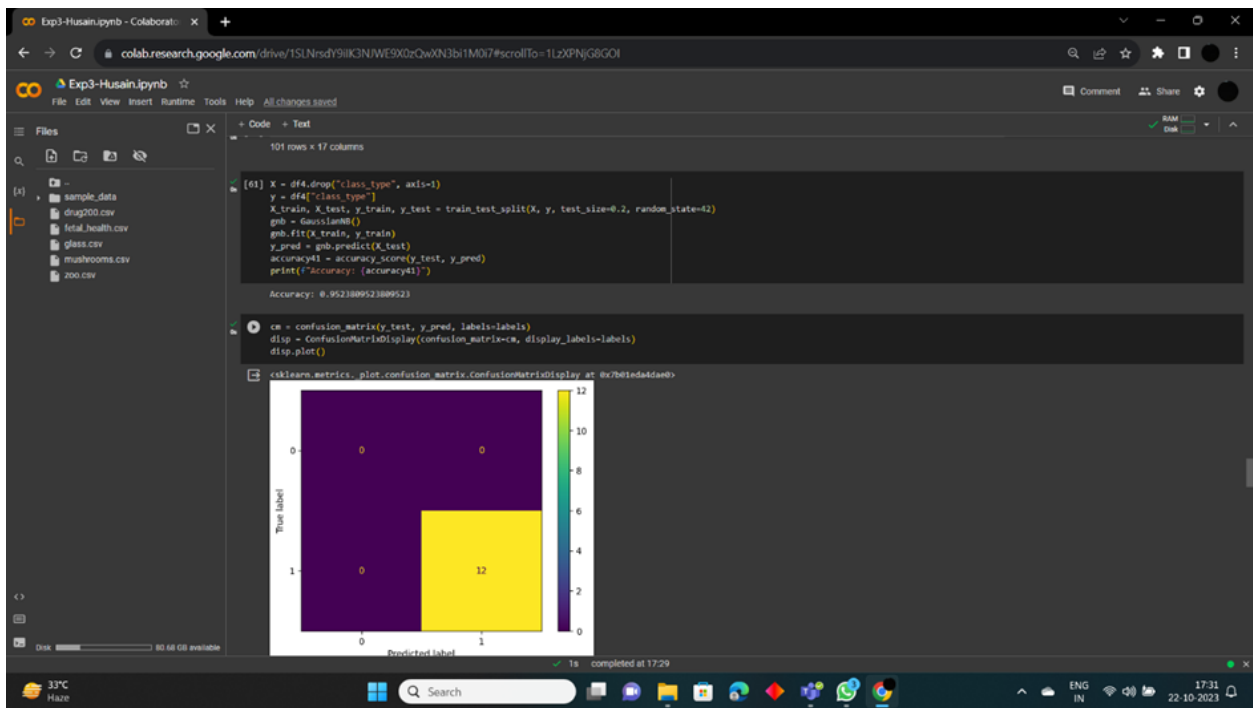 Exp3-Husain.ipynb - Colaborato
colab.research.google.com/drive/1SLNrsdY9iIK3NJWE9X0zQwXN3bi1M0i7#scrollTo=1LzXPNjG8GOI
Exp3-Husain.ipynb
File Edit View Insert Runtime Tools Help All changes saved
Comment Share
Files
+ Code + Text
RAM
Disk
..
sample_data
drug200.csv
fetal_health.csv
glass.csv
mushrooms.csv
zoo.csv
{x}
101 rows × 17 columns
[61] X = df4.drop("class_type", axis=1)
y = df4["class_type"]
X_train, X_test, y_train, y_test = train_test_split(X, y, test_size=0.2, random_state=42)
gnb = GaussianNB()
gnb.fit(X_train, y_train)
y_pred = gnb.predict(X_test)
accuracy41 = accuracy_score(y_test, y_pred)
print(f"Accuracy: {accuracy41}")
Accuracy: 0.9523809523809523
cm = confusion_matrix(y_test, y_pred, labels=labels)
disp = ConfusionMatrixDisplay(confusion_matrix=cm, display_labels=labels)
disp.plot()
<sklearn.metrics._plot.confusion_matrix.ConfusionMatrixDisplay at 0x7b01eda4dae0>
12
10
8
6
4
2
0
True label
0
1
0 0
0 12
0 1
Predicted label
Disk 80.68 GB available
1s completed at 17:29
33°C
Haze
Search
ENG
IN
17:31
22-10-2023